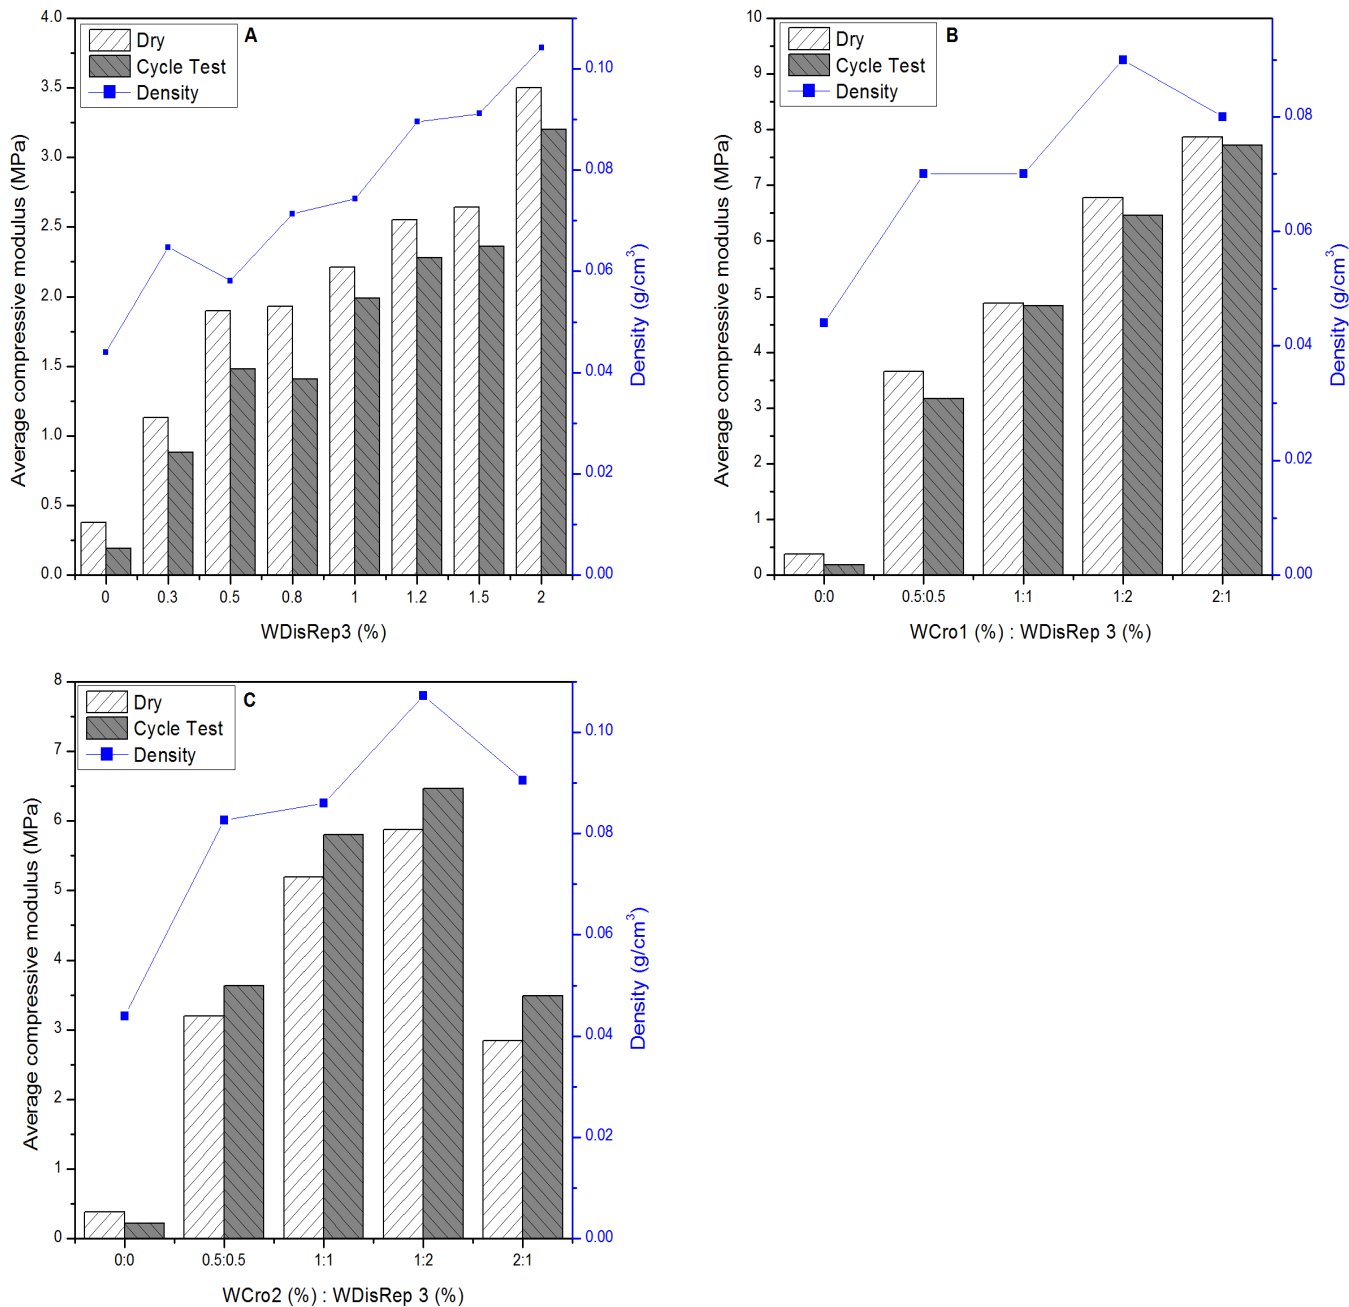 A
Dry
Cycle Test
Density
4.0
3.5
3.0
2.5
2.0
1.5
1.0
0.5
0.0
Average compressive modulus (MPa)
0.10
0.08
0.06
0.04
0.02
0.00
Density (g/cm³)
0 0.3 0.5 0.8 1 1.2 1.5 2
WDisRep3 (%)
B
Dry
Cycle Test
Density
10
9
8
7
6
5
4
3
2
1
0
Average compressive modulus (MPa)
0.08
0.06
0.04
0.02
0.00
Density (g/cm³)
0:0 0.5:0.5 1:1 1:2 2:1
WCro1 (%) : WDisRep 3 (%)
C
Dry
Cycle Test
Density
8
7
6
5
4
3
2
1
0
Average compressive modulus (MPa)
0.10
0.08
0.06
0.04
0.02
0.00
Density (g/cm³)
0:0 0.5:0.5 1:1 1:2 2:1
WCro2 (%) : WDisRep 3 (%)